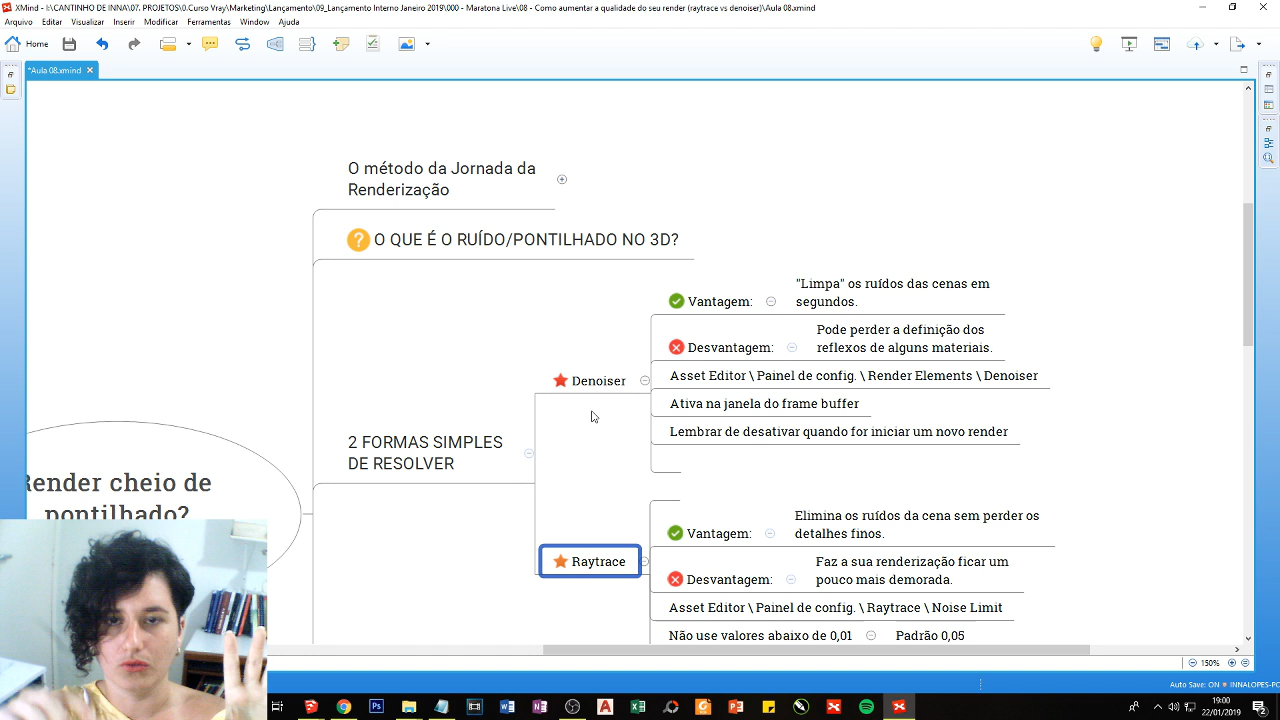 XMind - I:\CANTINHO DE INNA\07. PROJETOS\0.Curso Vray\Marketing\Lançamento\09_Lançamento Interno Janeiro 2019\000 - Maratona Live\08 - Como aumentar a qualidade do seu render (raytrace vs denoiser)\Aula 08.xmind
Arquivo Editar Visualizar Inserir Modificar Ferramentas Window Ajuda
Home
*Aula 08.xmind
O método da Jornada da
Renderização
O QUE É O RUÍDO/PONTILHADO NO 3D?
"Limpa" os ruídos das cenas em
segundos.
Vantagem:
Pode perder a definição dos
reflexos de alguns materiais.
Desvantagem:
Asset Editor \ Painel de config. \ Render Elements \ Denoiser
Denoiser
Ativa na janela do frame buffer
Lembrar de desativar quando for iniciar um novo render
2 FORMAS SIMPLES
DE RESOLVER
Render cheio de
pontilhado?
Elimina os ruídos da cena sem perder os
detalhes finos.
Vantagem:
Raytrace
Faz a sua renderização ficar um
pouco mais demorada.
Desvantagem:
Asset Editor \ Painel de config. \ Raytrace \ Noise Limit
Não use valores abaixo de 0,01
Padrão 0,05
150%
Auto Save: ON
INNALOPES-PC
19:00
22/01/2019